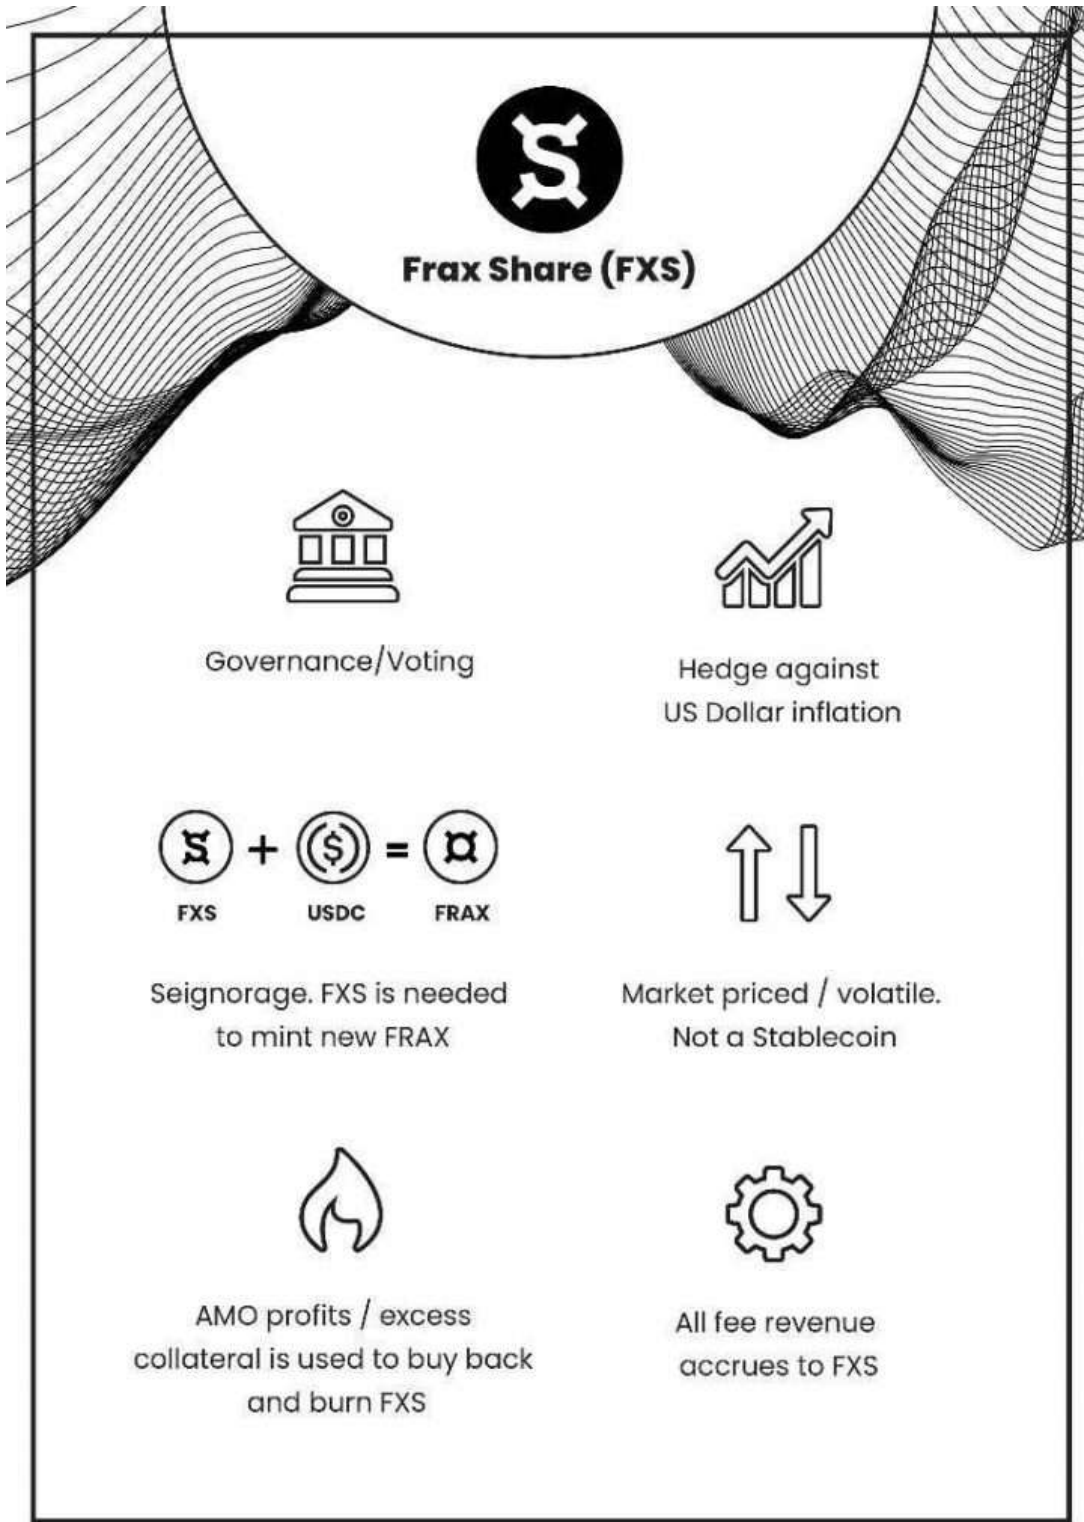 Frax Share (FXS)
Governance/Voting
Hedge against
US Dollar inflation
FXS + USDC = FRAX
Seignorage. FXS is needed
to mint new FRAX
Market priced / volatile.
Not a Stablecoin
AMO profits / excess
collateral is used to buy back
and burn FXS
All fee revenue
accrues to FXS